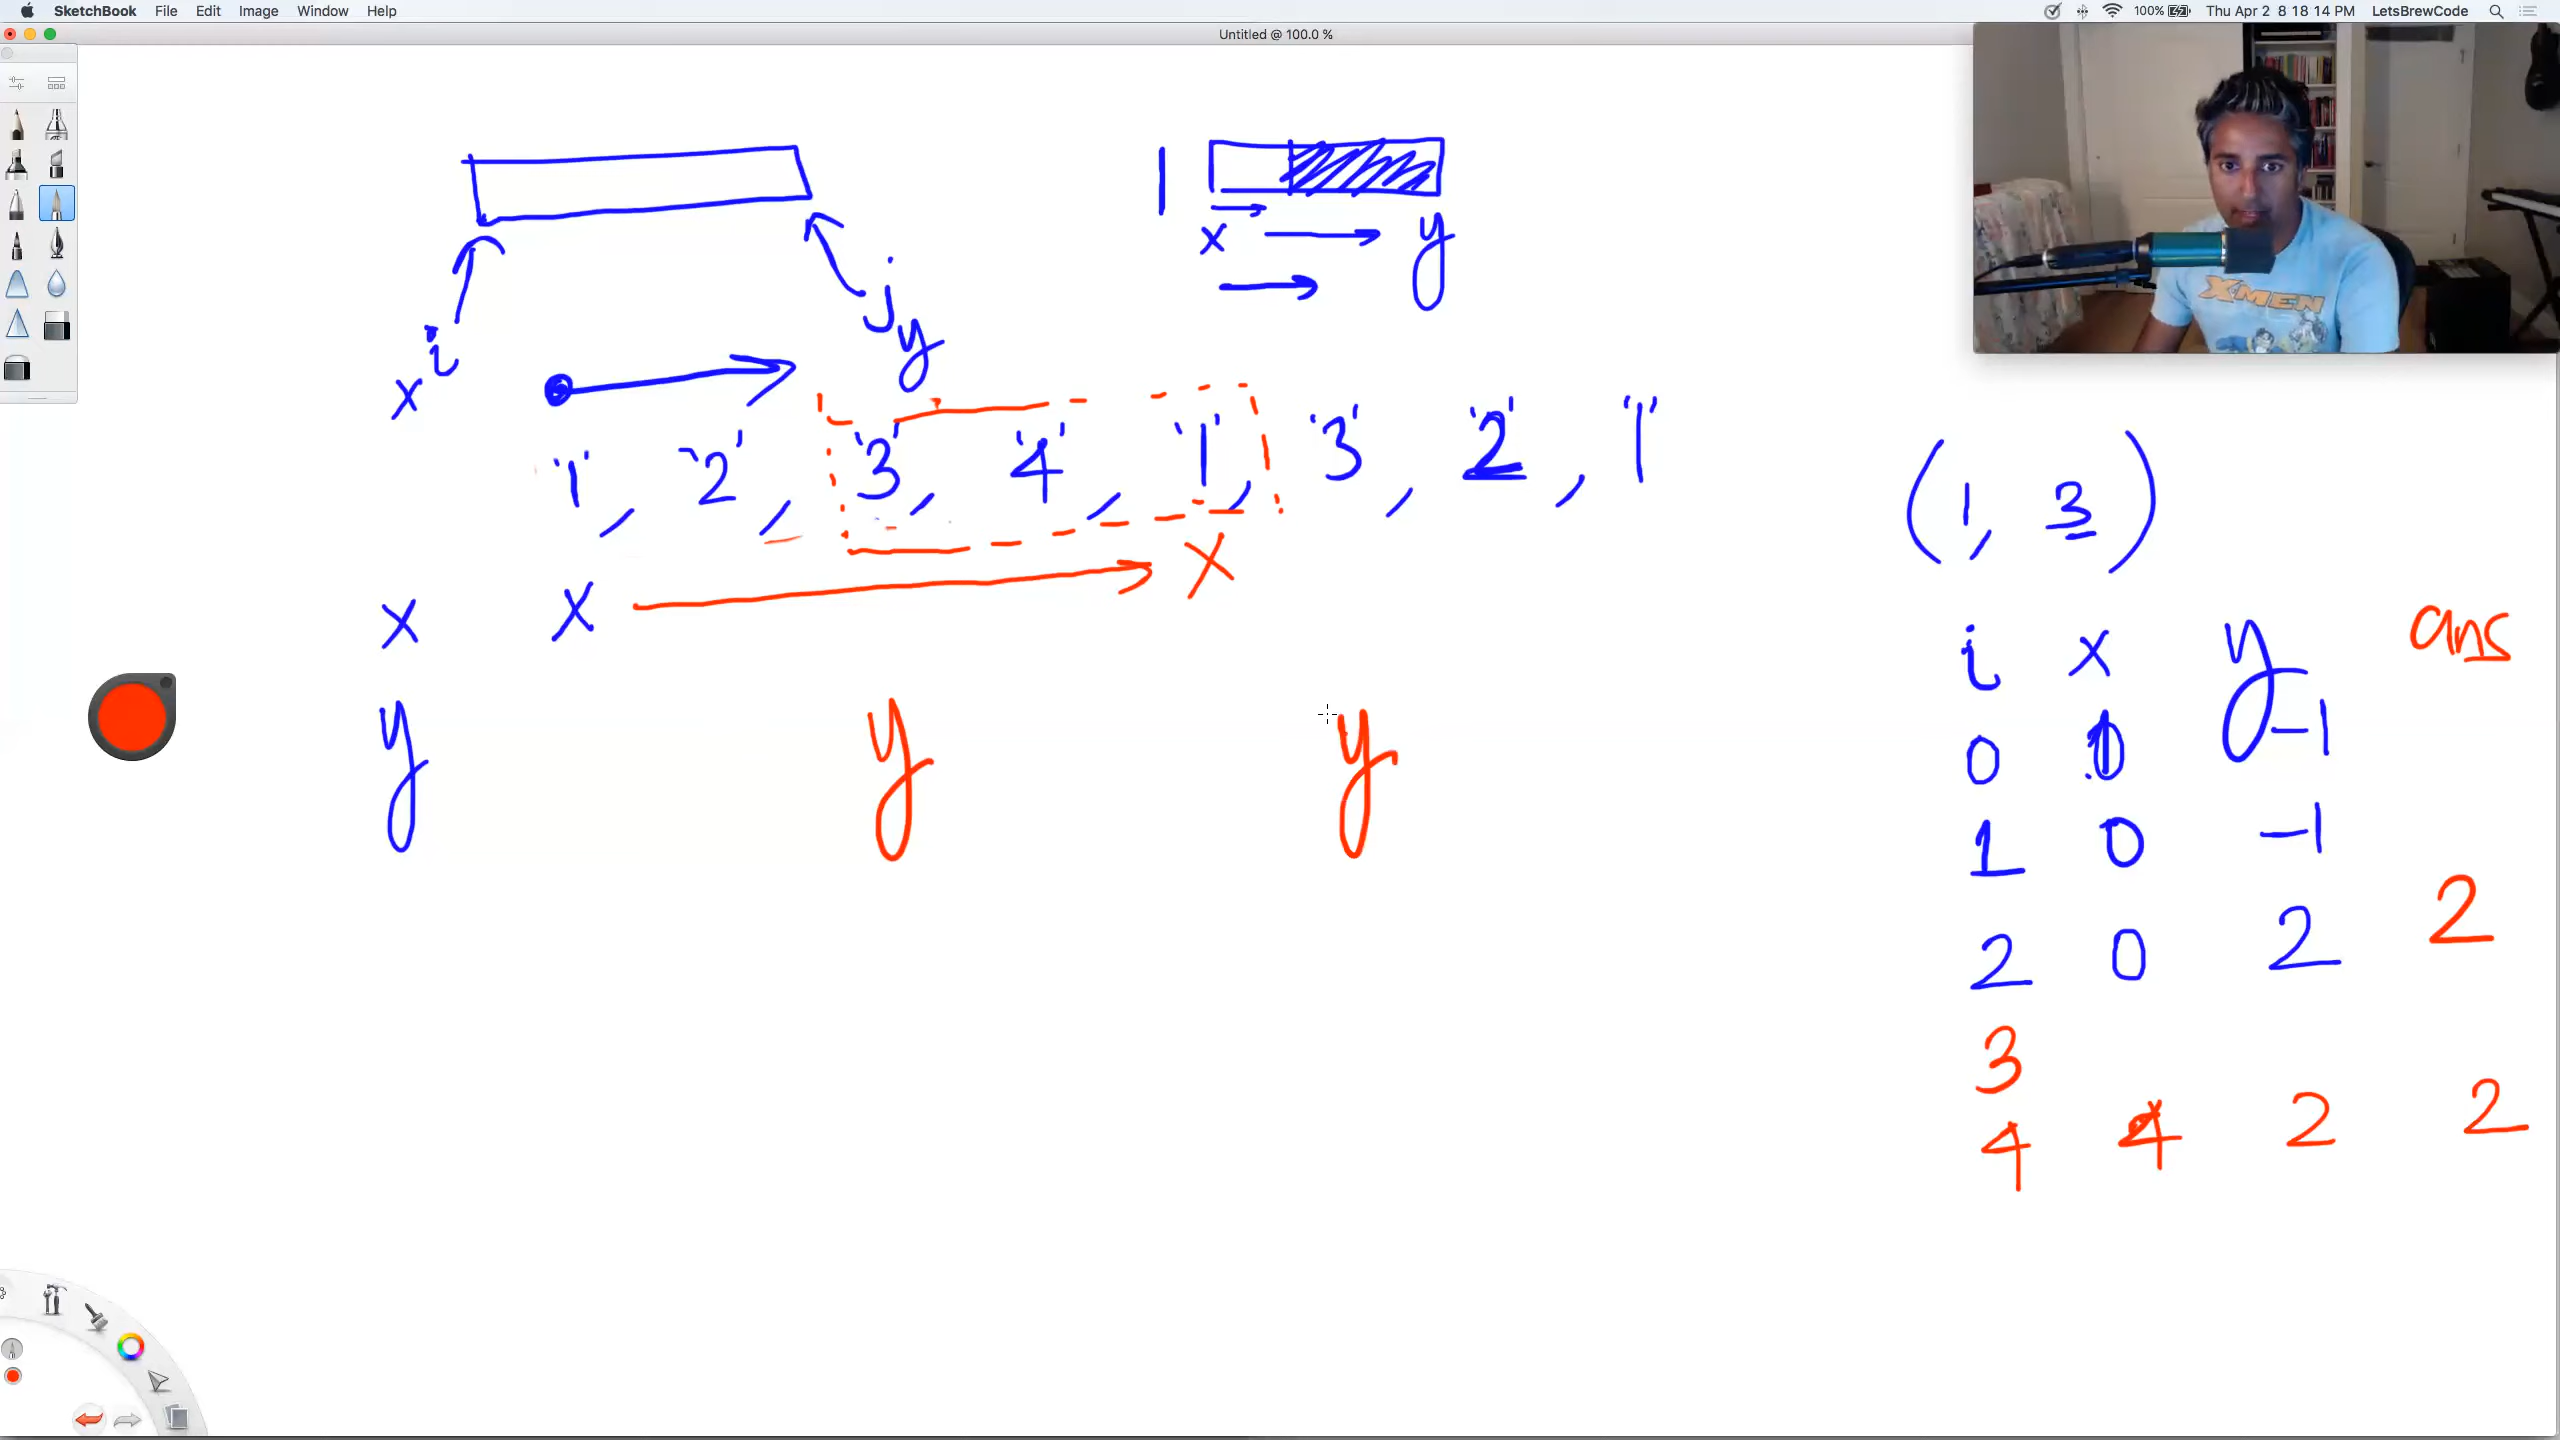 SketchBook File Edit Image Window Help
100% Thu Apr 2 8 18 14 PM LetsBrewCode
Untitled @ 100.0 %
X-MEN
x y
i j
x y
'1', '2', '3', '4', '1', '3', '2', '1'
(1, 3)
x x x
i x y ans
y y y
0 0 -1
1 0 -1
2 0 2 2
3
4 4 2 2